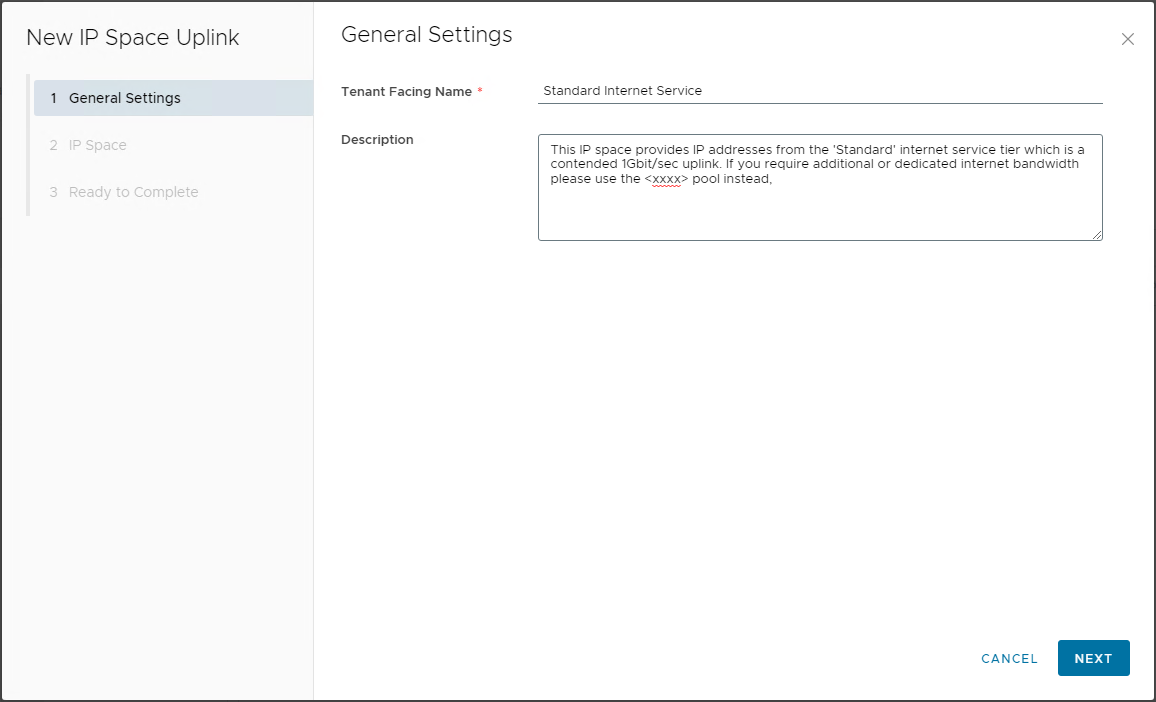 New IP Space Uplink
1 General Settings
2 IP Space
3 Ready to Complete
General Settings
Tenant Facing Name *
Standard Internet Service
Description
This IP space provides IP addresses from the 'Standard' internet service tier which is a
contended 1Gbit/sec uplink. If you require additional or dedicated internet bandwidth
please use the <xxxx> pool instead,
CANCEL
NEXT